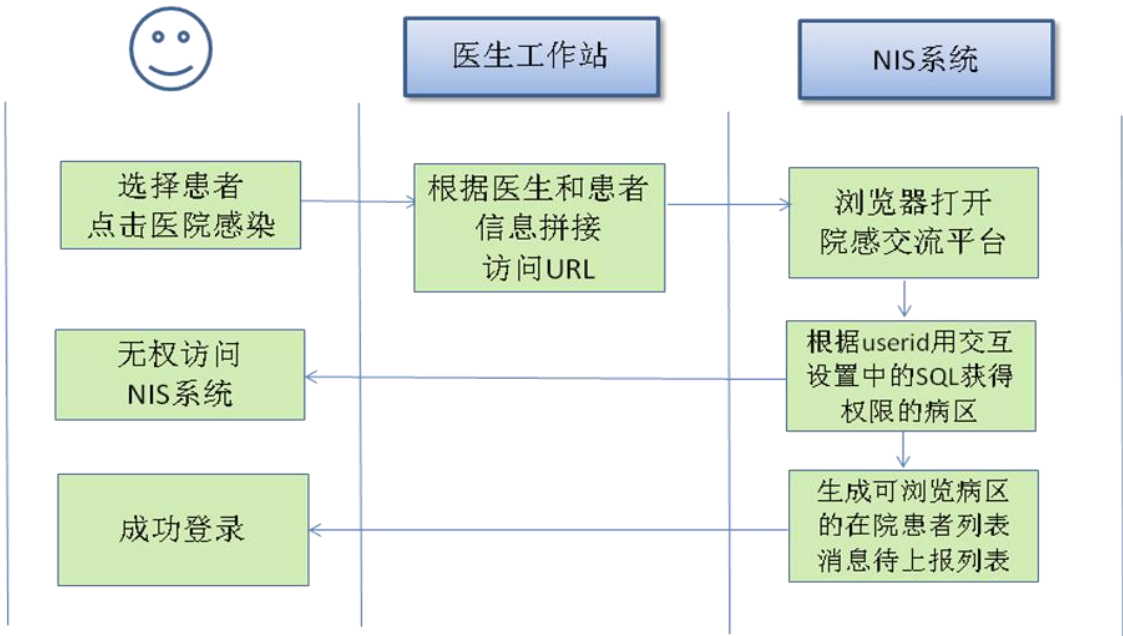 医生工作站
NIS系统
选择患者
点击医院感染
根据医生和患者
信息拼接
访问URL
浏览器打开
院感交流平台
无权访问
NIS系统
根据userid用交互
设置中的SQL获得
权限的病区
成功登录
生成可浏览病区
的在院患者列表
消息待上报列表